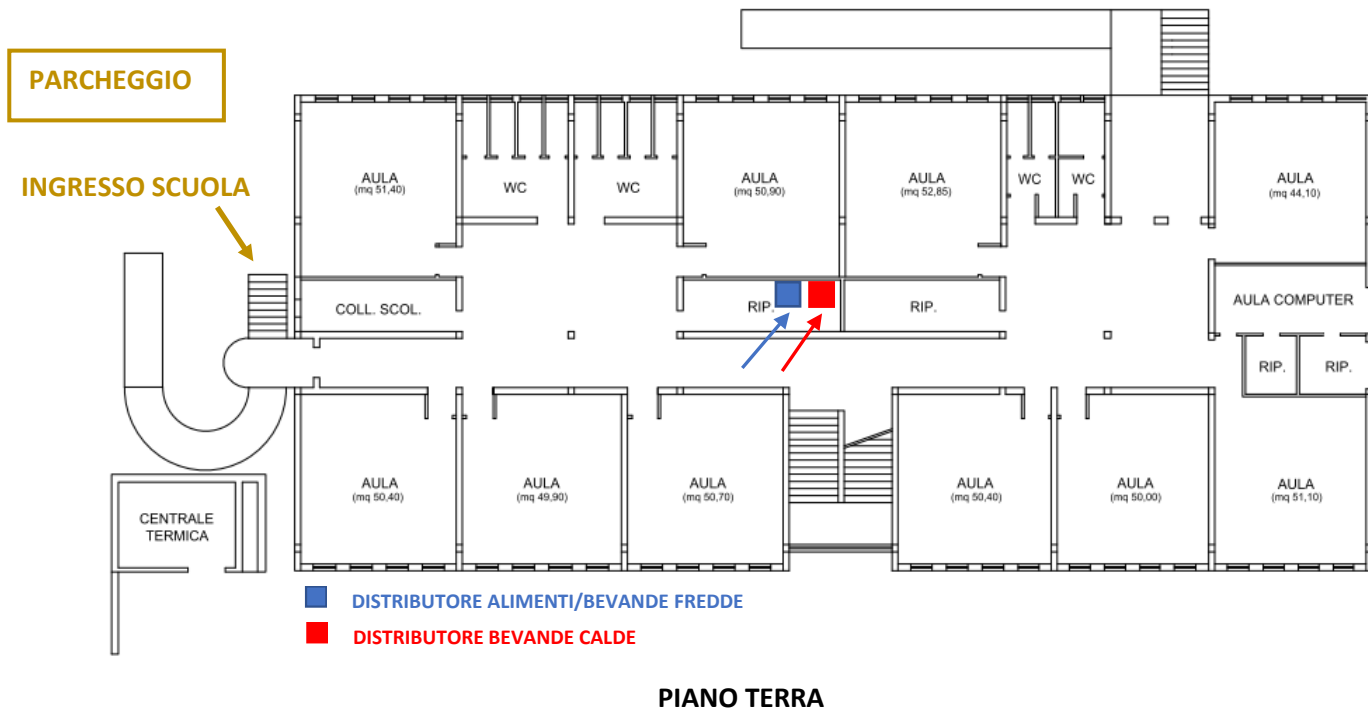 PARCHEGGIO
INGRESSO SCUOLA
AULA
(mq 51,40)
WC
WC
AULA
(mq 50,90)
AULA
(mq 52,85)
WC
WC
AULA
(mq 44,10)
COLL. SCOL.
RIP.
RIP.
AULA COMPUTER
RIP.
RIP.
AULA
(mq 50,40)
AULA
(mq 49,90)
AULA
(mq 50,70)
AULA
(mq 50,40)
AULA
(mq 50,00)
AULA
(mq 51,10)
CENTRALE
TERMICA
DISTRIBUTORE ALIMENTI/BEVANDE FREDDE
DISTRIBUTORE BEVANDE CALDE
PIANO TERRA